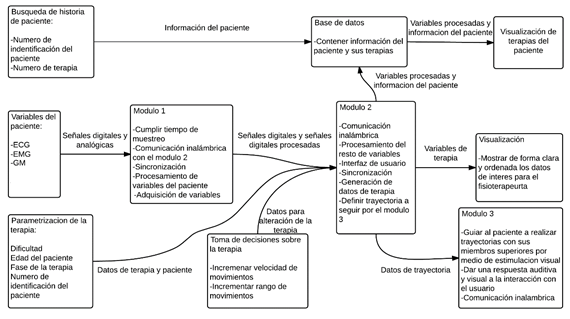 Busqueda de historia
de paciente:
-Numero de
indentificación del
paciente
-Numero de terapia
Información del paciente
Base de datos
-Contener información del
paciente y sus terapias
Variables procesadas y
informacion del paciente
Visualización de
terapias del
paciente
Variables procesadas y
informacion del paciente
Variables del
paciente:
-ECG
-EMG
-GM
Señales digitales y
analógicas
Modulo 1
-Cumplir tiempo de
muestreo
-Comunicación inalámbrica
con el modulo 2
-Sincronización
-Procesamiento de
variables del paciente
-Adquisición de variables
Señales digitales y señales
digitales procesadas
Modulo 2
-Comunicación
inalámbrica
-Procesamiento del
resto de variables
-Interfaz de usuario
-Sincronización
-Generación de
datos de terapia
-Definir trayectoria a
seguir por el modulo
3
Variables de
terapia
Visualización
-Mostrar de forma clara
y ordenada los datos
de interes para el
fisioterapeurta
Parametrizacion de la
terapia:
Dificultad
Edad del paciente
Fase de la terapia
Numero de
identificación del
paciente
Datos de terapia y paciente
Datos para
alteración de la
terapia
Toma de decisiones sobre
la terapia
-Incremenar velocidad de
movimientos
-Incrementar rango de
movimientos
Datos de trayectoria
Modulo 3
-Guiar al paciente a realizar
trayectorias con sus
miembros superiores por
medio de estimulacion visual
-Dar una respuesta auditiva
y visual a la interacción con
el usuario
-Comunicación inalambrica